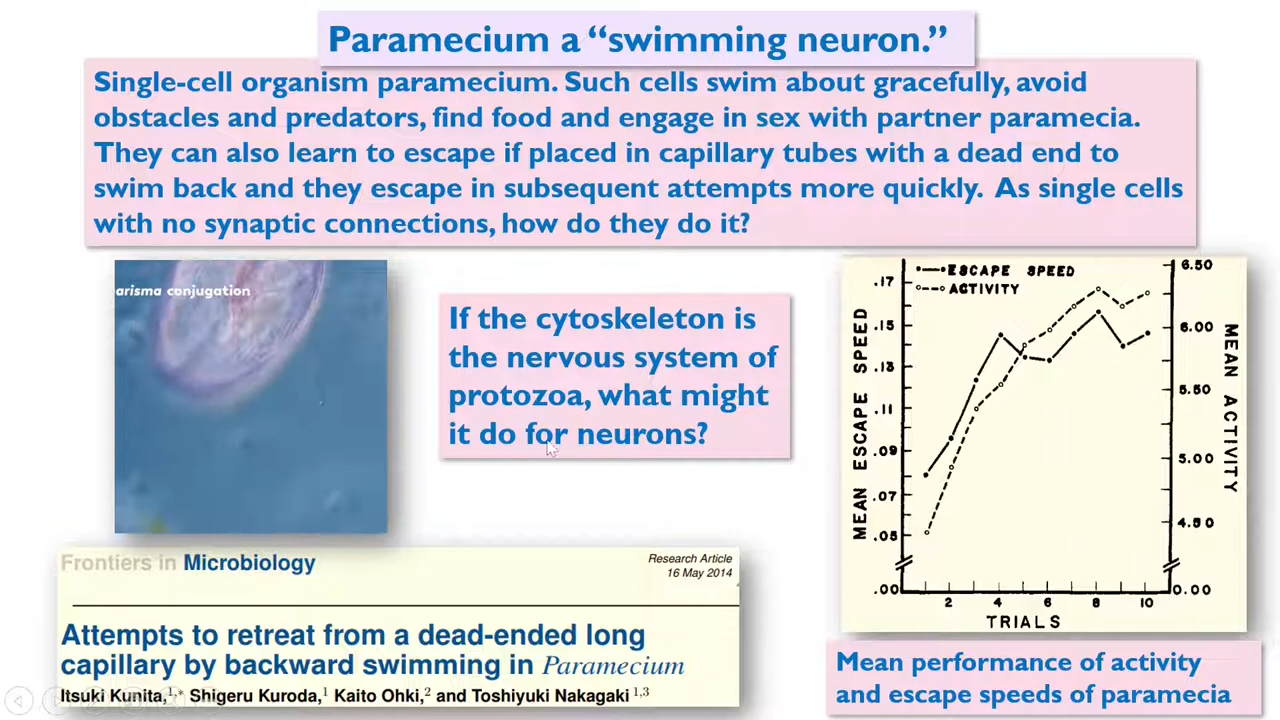 Paramecium a “swimming neuron.”
Single-cell organism paramecium. Such cells swim about gracefully, avoid
obstacles and predators, find food and engage in sex with partner paramecia.
They can also learn to escape if placed in capillary tubes with a dead end to
swim back and they escape in subsequent attempts more quickly. As single cells
with no synaptic connections, how do they do it?
arisma conjugation
If the cytoskeleton is
the nervous system of
protozoa, what might
it do for neurons?
ESCAPE SPEED
ACTIVITY
MEAN ESCAPE SPEED
.17
.15
.13
.11
.09
.07
.05
.00
6.50
6.00
5.50
5.00
4.50
0.00
MEAN ACTIVITY
2 4 6 8 10
TRIALS
Frontiers in Microbiology
Research Article
16 May 2014
Attempts to retreat from a dead-ended long
capillary by backward swimming in Paramecium
Itsuki Kunita,1,* Shigeru Kuroda,1 Kaito Ohki,2 and Toshiyuki Nakagaki 1,3
Mean performance of activity
and escape speeds of paramecia